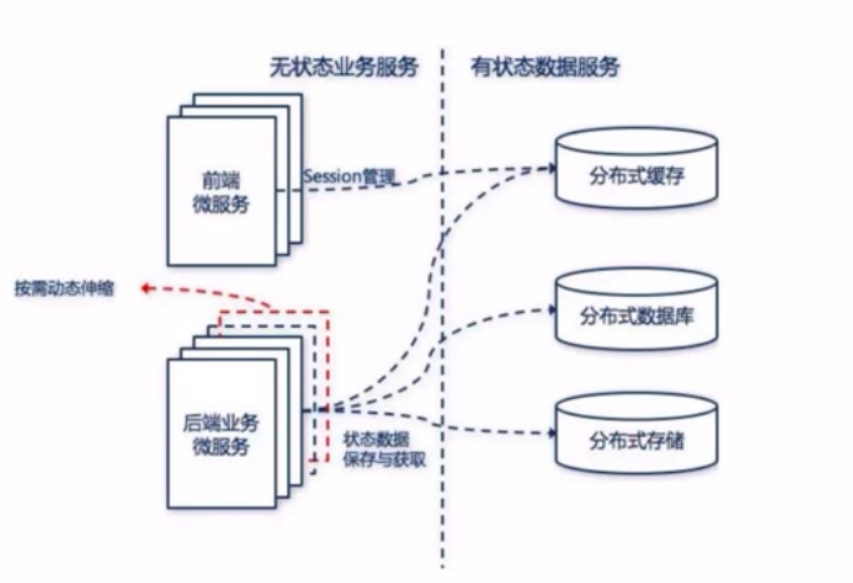 无状态业务服务
有状态数据服务
前端
微服务
Session管理
分布式缓存
按需动态伸缩
分布式数据库
后端业务
微服务
状态数据
保存与获取
分布式存储